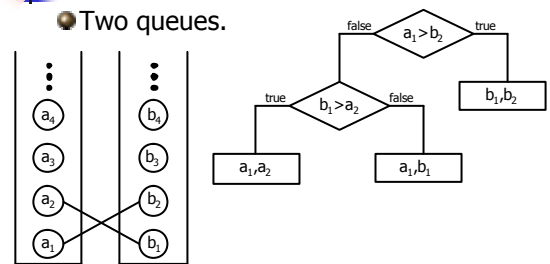 Two queues.
false
a₁>b₂
true
true
b₁>a₂
false
b₁,b₂
a₁,a₂
a₁,b₁
a₄
b₄
a₃
b₃
a₂
b₂
a₁
b₁